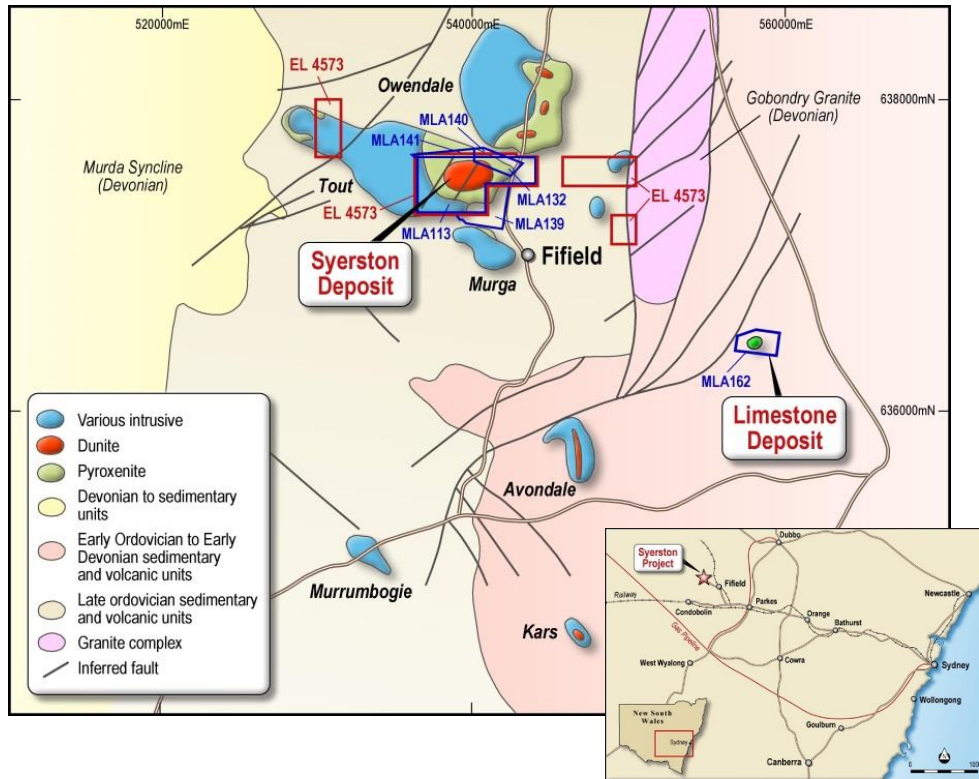 520000mE
540000mE
560000mE
EL 4573
Owendale
MLA140
MLA141
Gobondry Granite
(Devonian)
638000mN
Murda Syncline
(Devonian)
Tout
EL 4573
MLA132
MLA139
MLA113
EL 4573
Syerston
Deposit
Fifield
Murga
MLA162
Limestone
Deposit
636000mN
Avondale
Murrumbogie
Kars
Various intrusive
Dunite
Pyroxenite
Devonian to sedimentary
units
Early Ordovician to Early
Devonian sedimentary
and volcanic units
Late ordovician sedimentary
and volcanic units
Granite complex
Inferred fault
Dubbo
Syerston
Project
Fifield
Newcastle
Railway
Condobolin
Parkes
Orange
Bathurst
Gas Pipeline
West Wyalong
Cowra
Sydney
Wollongong
New South
Wales
Sydney
Goulburn
Canberra
0